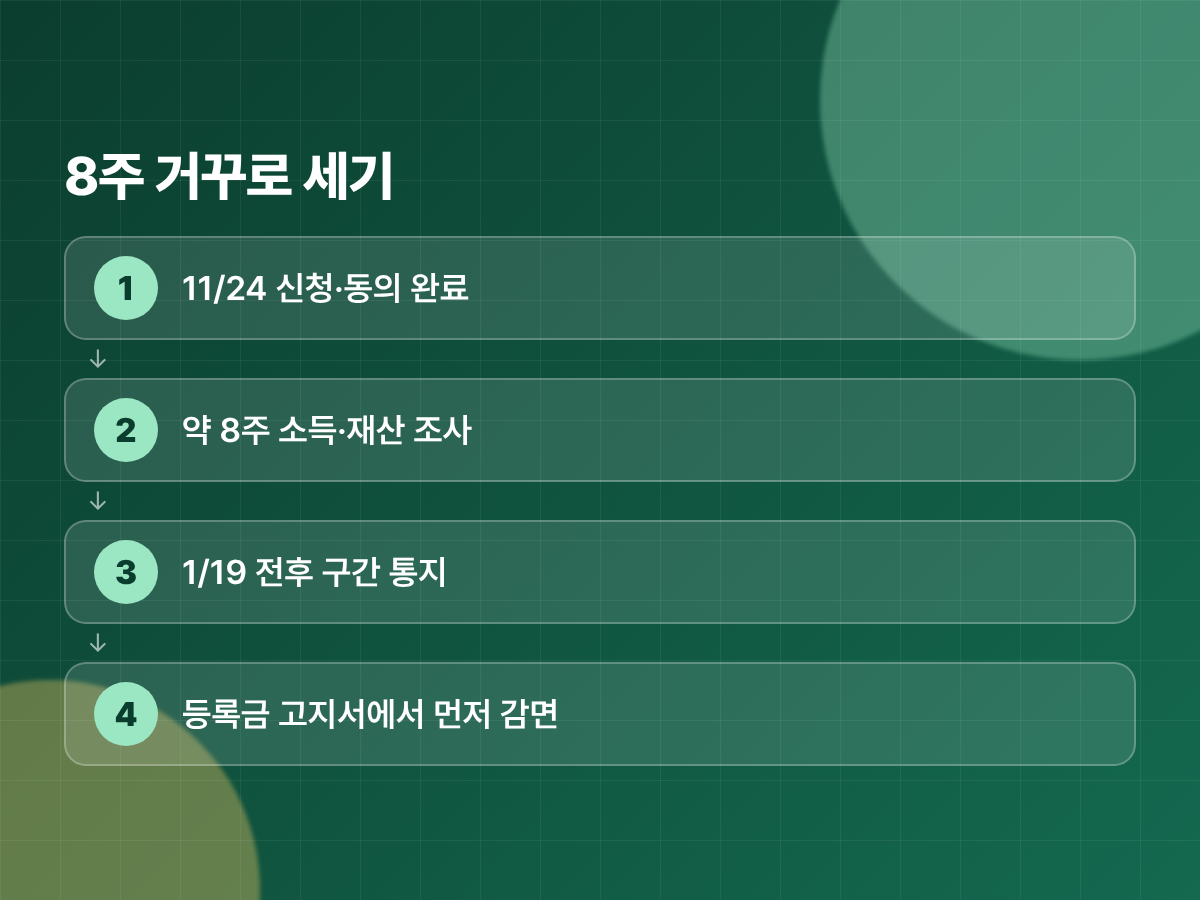 8주 거꾸로 세기
1 11/24 신청·동의 완료
↓
2 약 8주 소득·재산 조사
↓
3 1/19 전후 구간 통지
↓
4 등록금 고지서에서 먼저 감면